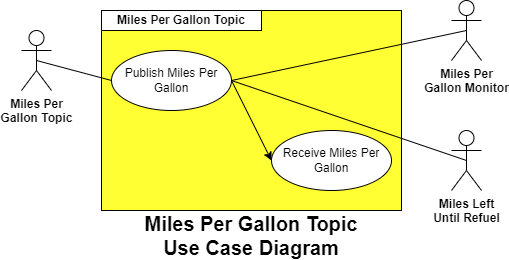 Miles Per Gallon Topic
Miles Per
Gallon Topic
Publish Miles Per
Gallon
Miles Per
Gallon Monitor
Receive Miles Per
Gallon
Miles Left
Until Refuel
Miles Per Gallon Topic
Use Case Diagram